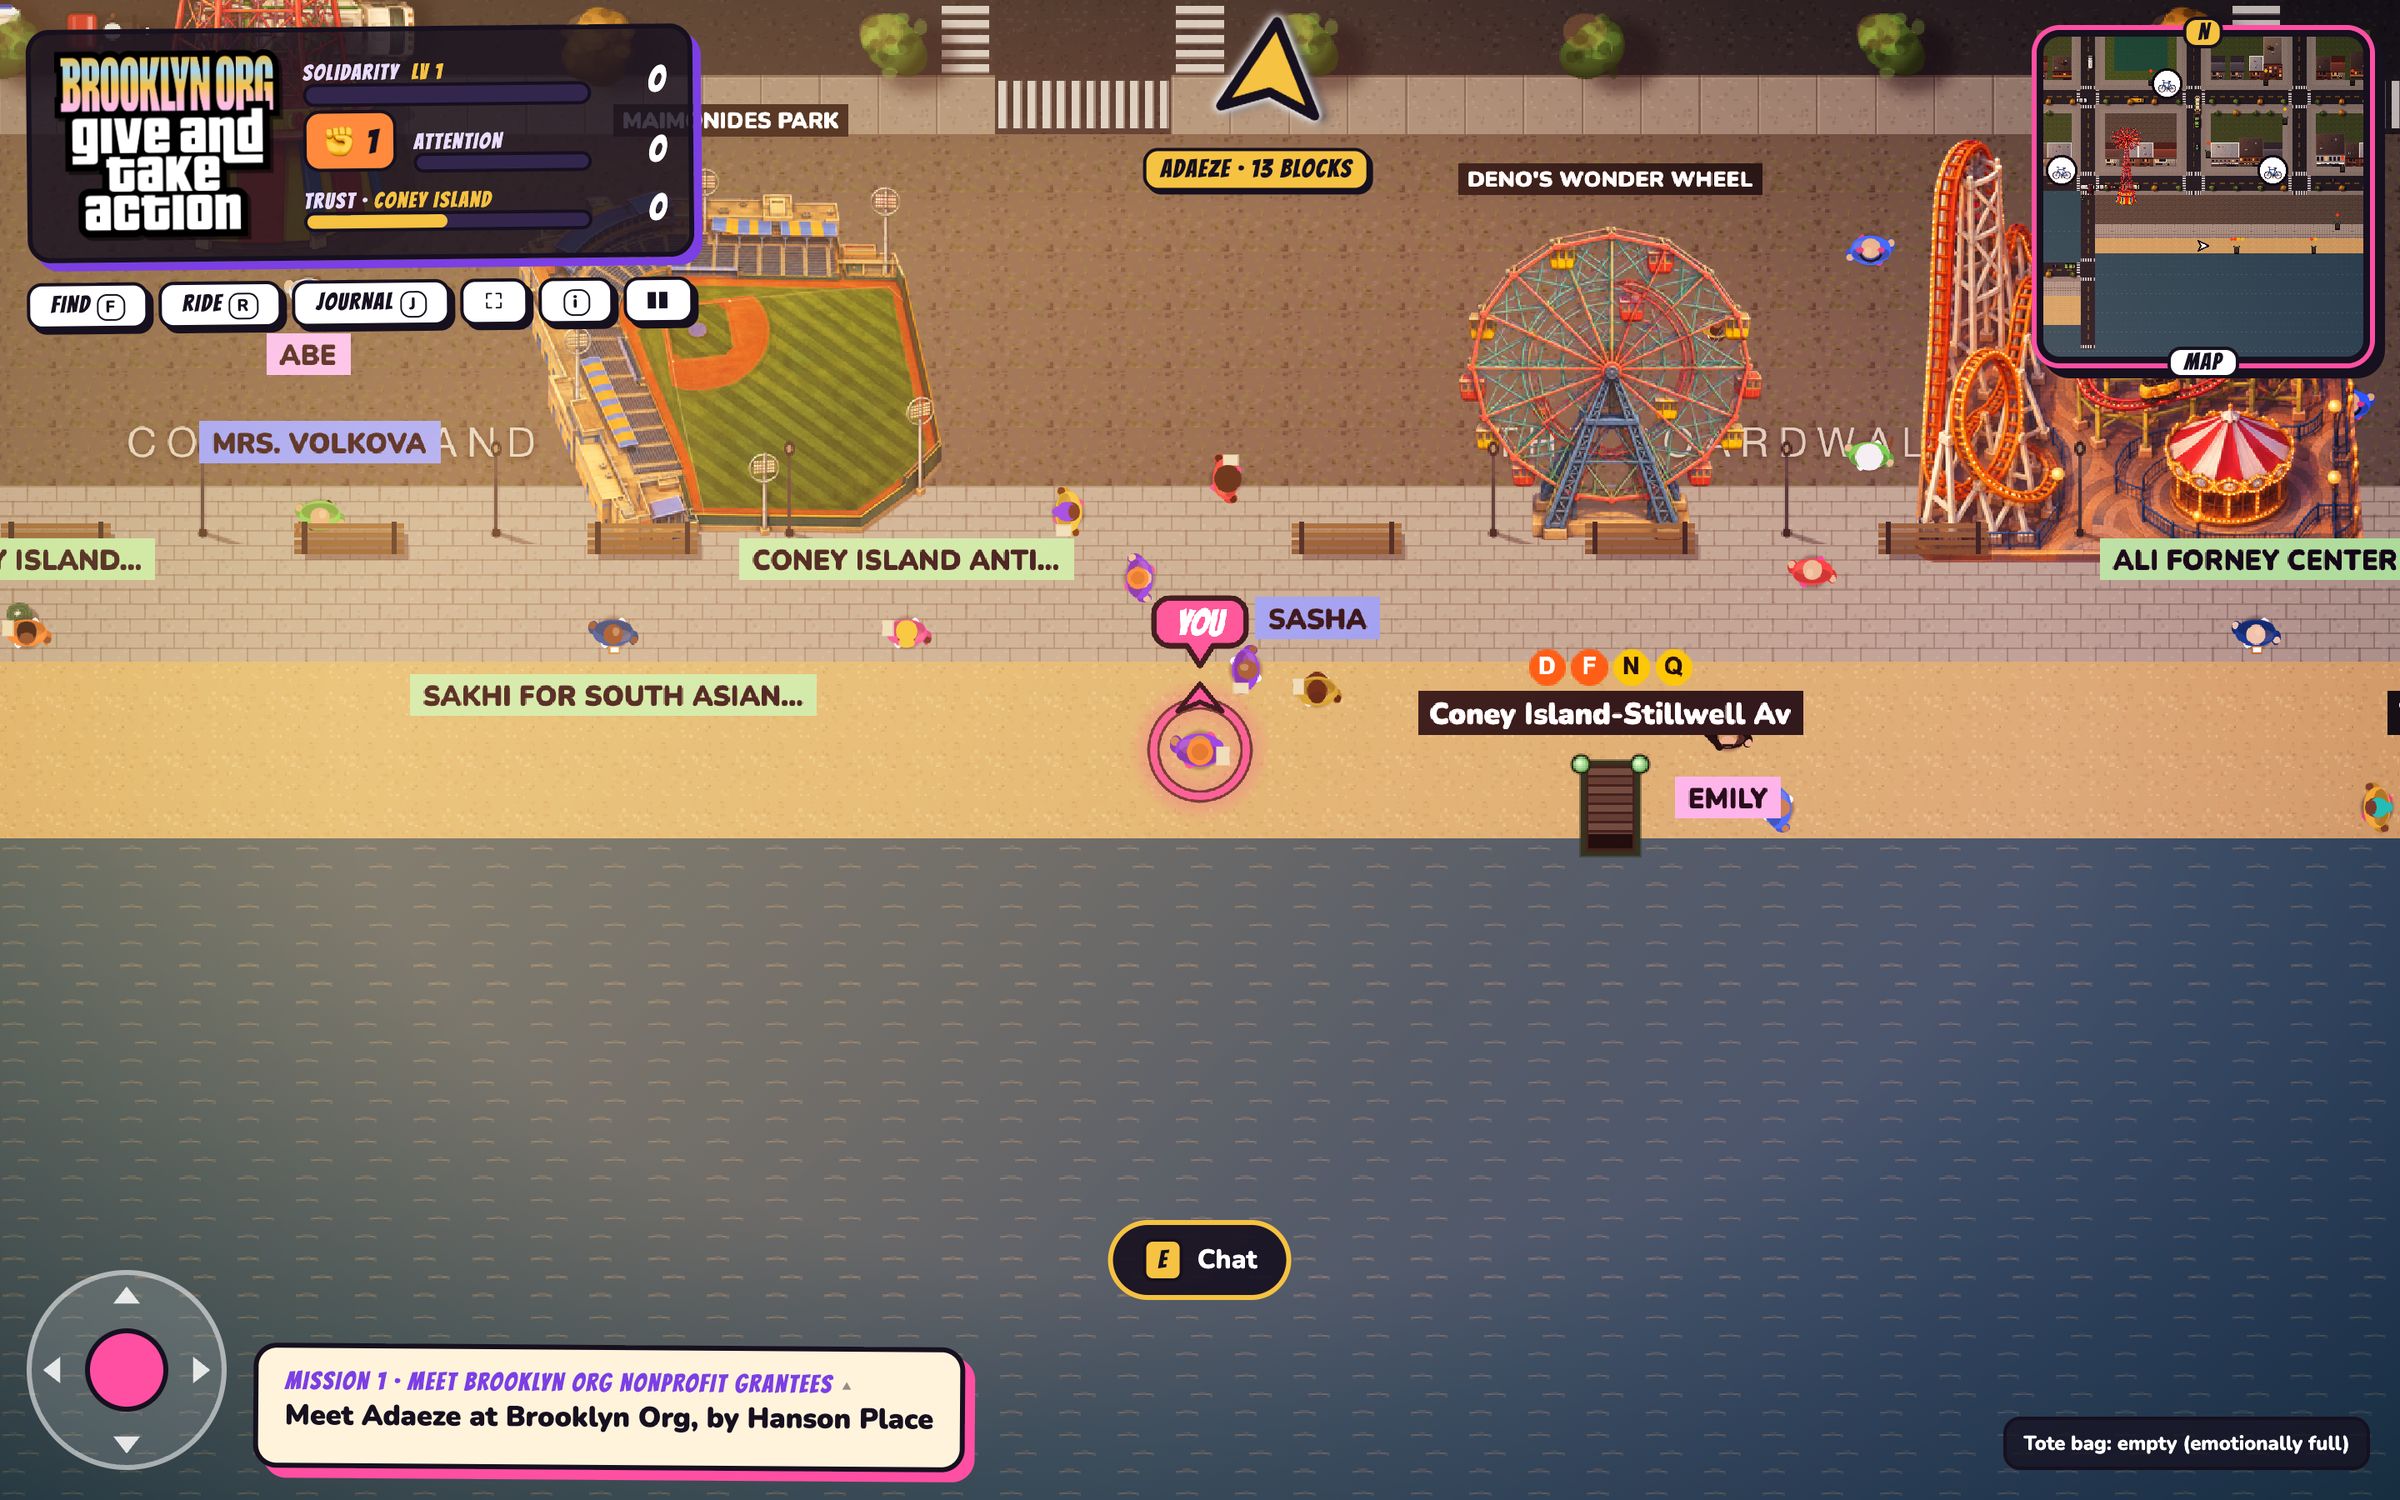 BROOKLYN ORG
give and
take
action
SOLIDARITY LV 1
0
1
ATTENTION
0
TRUST · CONEY ISLAND
0
FIND F
RIDE R
JOURNAL J
i
MAIMONIDES PARK
ADAEZE · 13 BLOCKS
DENO'S WONDER WHEEL
N
MAP
ABE
MRS. VOLKOVA
Y ISLAND...
CONEY ISLAND ANTI...
ALI FORNEY CENTER
YOU
SASHA
SAKHI FOR SOUTH ASIAN...
D F N Q
Coney Island-Stillwell Av
EMILY
E Chat
MISSION 1 · MEET BROOKLYN ORG NONPROFIT GRANTEES
Meet Adaeze at Brooklyn Org, by Hanson Place
Tote bag: empty (emotionally full)